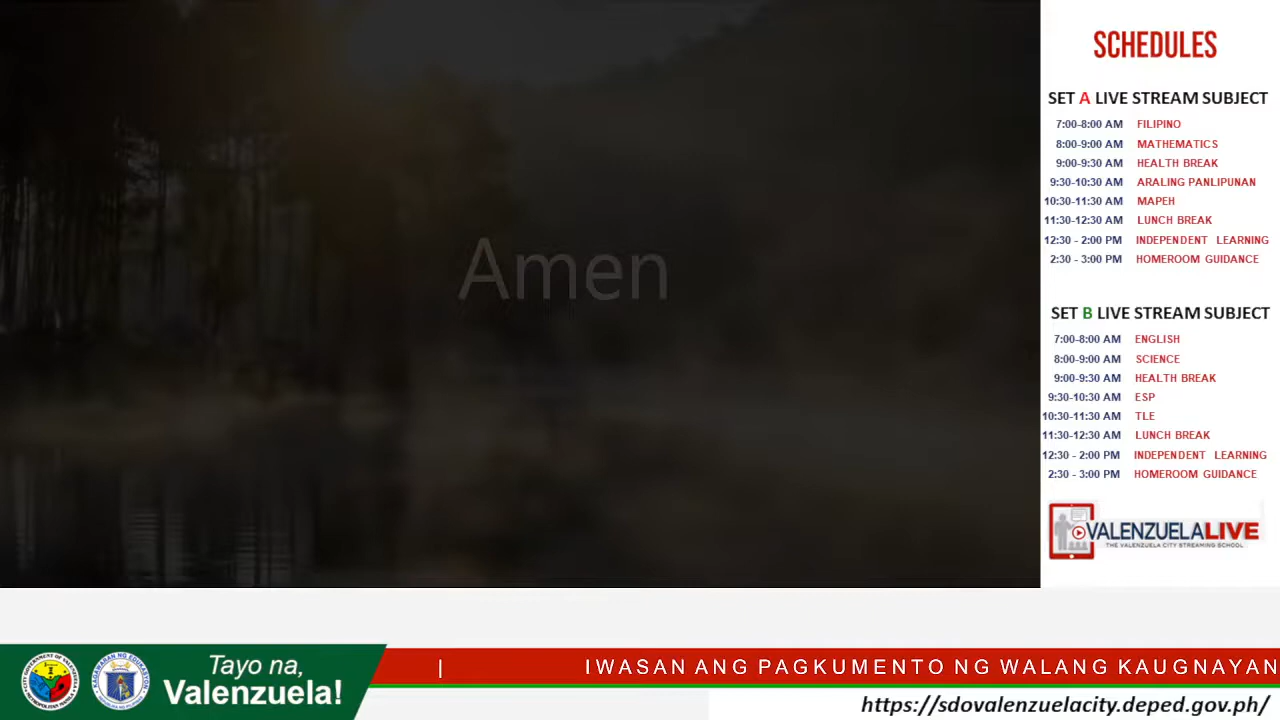 Amen
SCHEDULES
SET A LIVE STREAM SUBJECT
7:00-8:00 AM FILIPINO
8:00-9:00 AM MATHEMATICS
9:00-9:30 AM HEALTH BREAK
9:30-10:30 AM ARALING PANLIPUNAN
10:30-11:30 AM MAPEH
11:30-12:30 AM LUNCH BREAK
12:30 - 2:00 PM INDEPENDENT LEARNING
2:30 - 3:00 PM HOMEROOM GUIDANCE
SET B LIVE STREAM SUBJECT
7:00-8:00 AM ENGLISH
8:00-9:00 AM SCIENCE
9:00-9:30 AM HEALTH BREAK
9:30-10:30 AM ESP
10:30-11:30 AM TLE
11:30-12:30 AM LUNCH BREAK
12:30 - 2:00 PM INDEPENDENT LEARNING
2:30 - 3:00 PM HOMEROOM GUIDANCE
VALENZUELALIVE
THE VALENZUELA CITY STREAMING SCHOOL
Tayo na,
Valenzuela!
| IWASAN ANG PAGKUMENTO NG WALANG KAUGNAYAN
https://sdovalenzuelacity.deped.gov.ph/